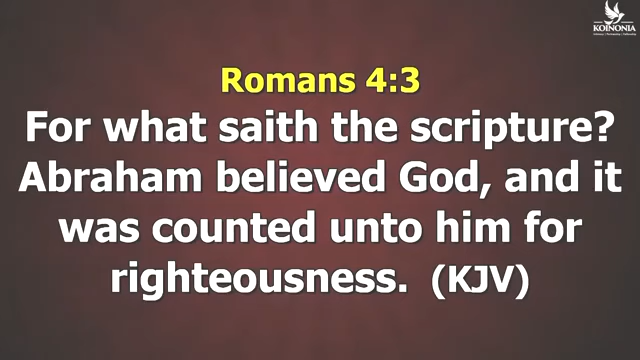 KOINONIA
Romans 4:3
For what saith the scripture?
Abraham believed God, and it
was counted unto him for
righteousness. (KJV)